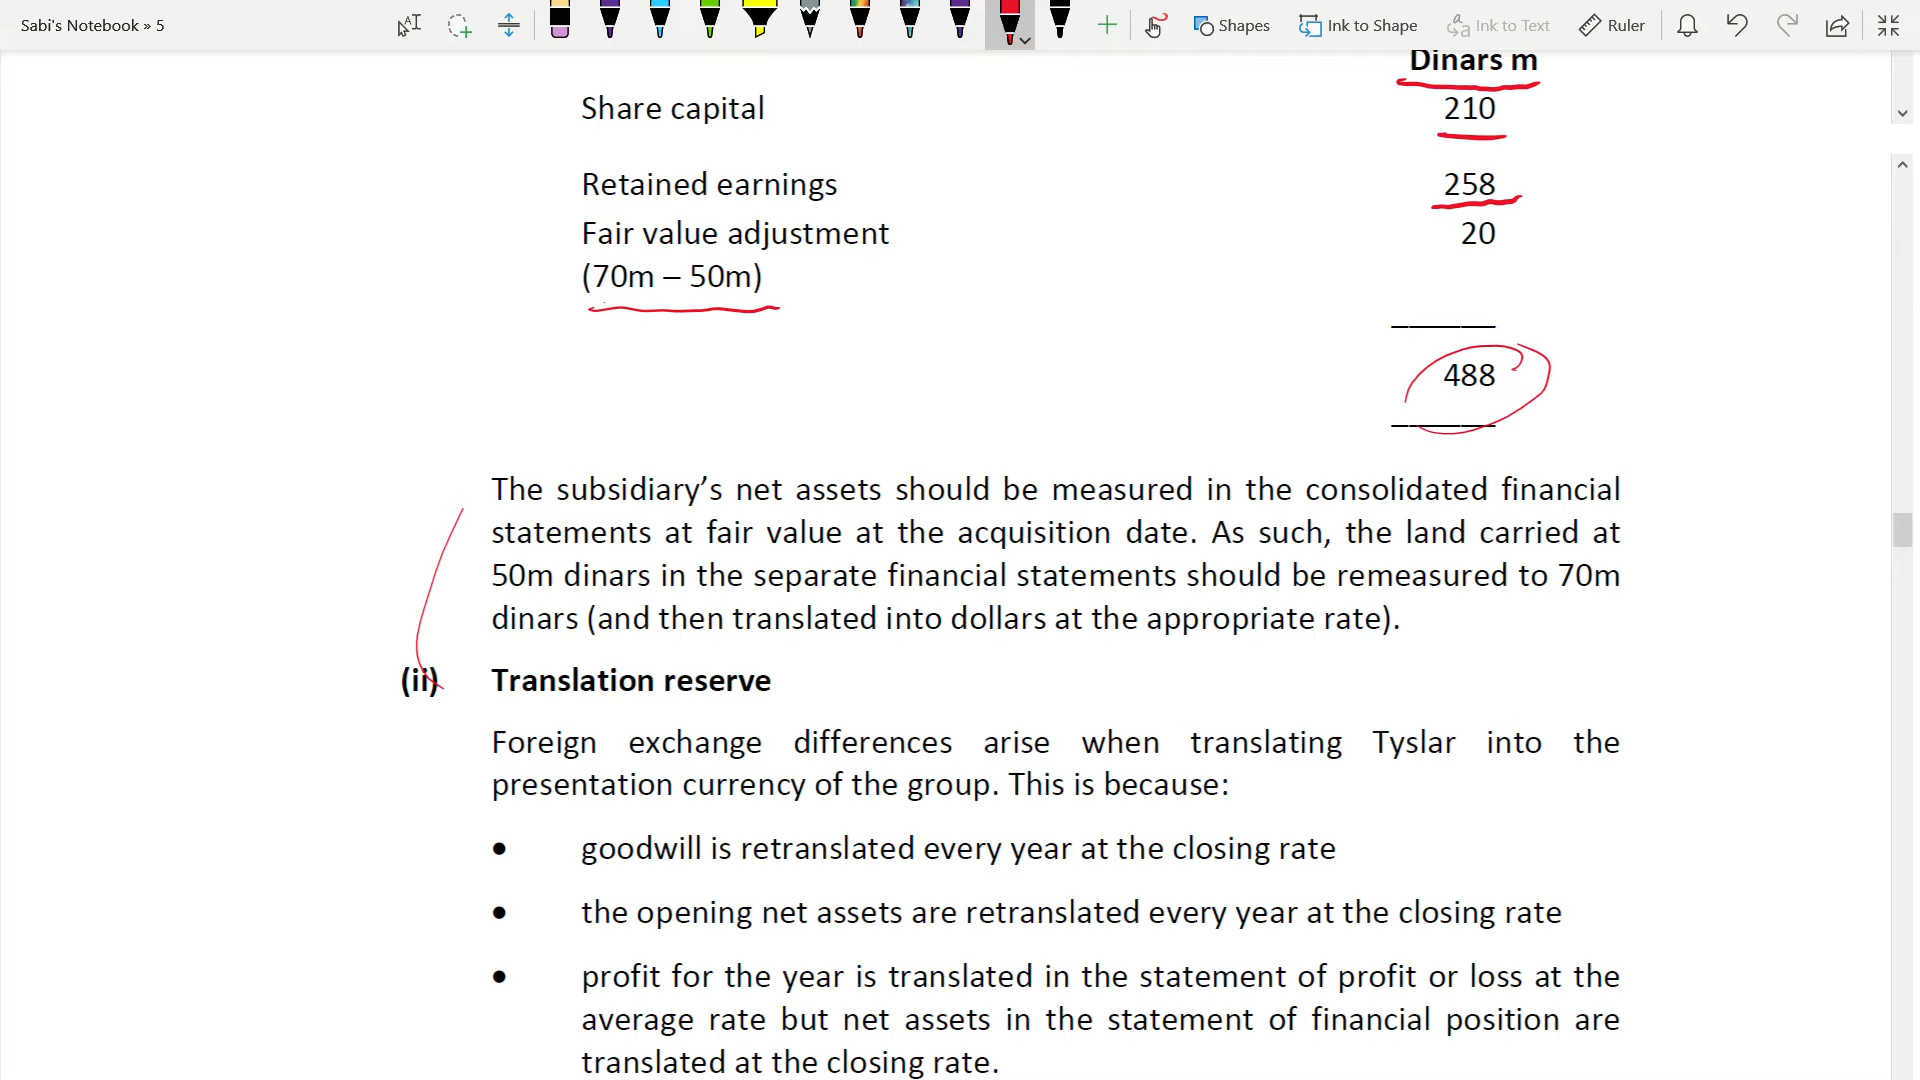 Sabi's Notebook » 5
Shapes
Ink to Shape
Ink to Text
Ruler
Dinars m
Share capital 210
Retained earnings 258
Fair value adjustment 20
(70m – 50m)
488
The subsidiary’s net assets should be measured in the consolidated financial
statements at fair value at the acquisition date. As such, the land carried at
50m dinars in the separate financial statements should be remeasured to 70m
dinars (and then translated into dollars at the appropriate rate).
(ii) Translation reserve
Foreign exchange differences arise when translating Tyslar into the
presentation currency of the group. This is because:
• goodwill is retranslated every year at the closing rate
• the opening net assets are retranslated every year at the closing rate
• profit for the year is translated in the statement of profit or loss at the
average rate but net assets in the statement of financial position are
translated at the closing rate.